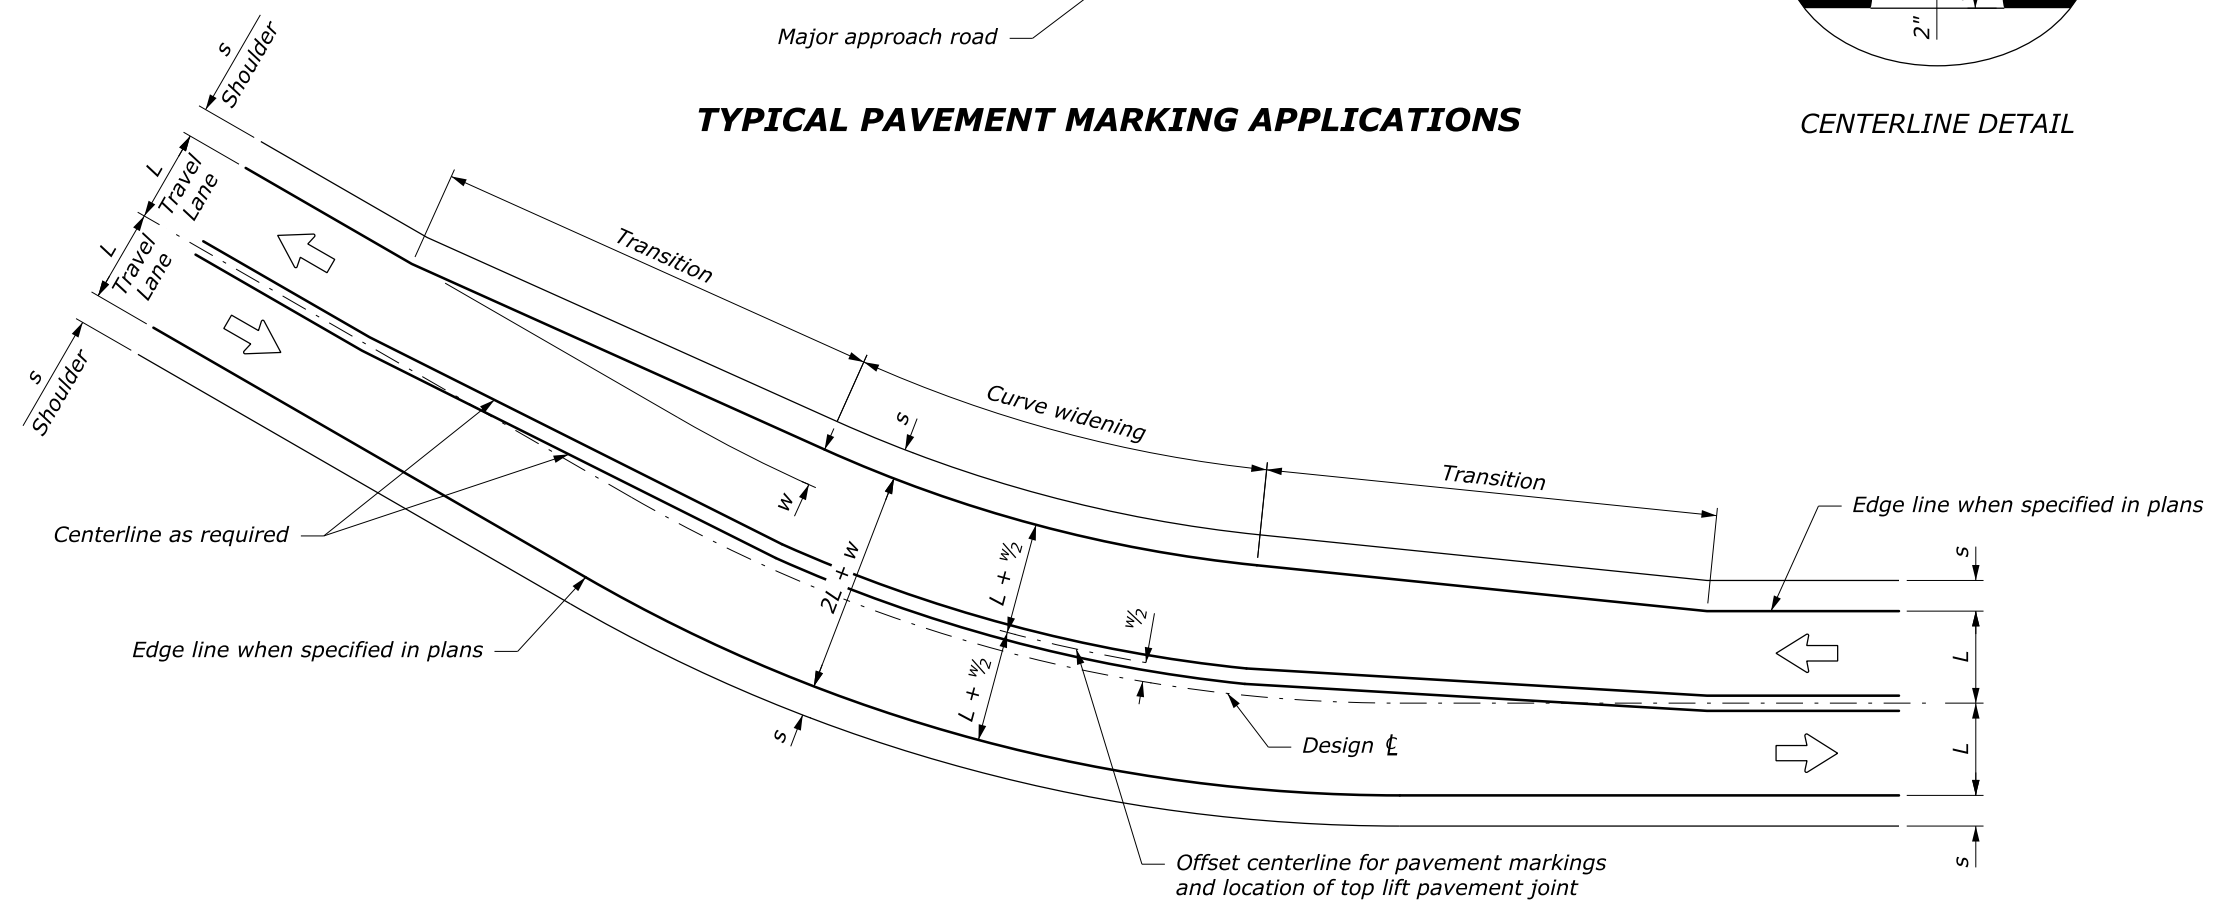 Major approach road
2"
TYPICAL PAVEMENT MARKING APPLICATIONS
CENTERLINE DETAIL
s
Shoulder
L
Travel
Lane
L
Travel
Lane
s
Shoulder
Transition
Curve widening
s
Transition
w
Edge line when specified in plans
Centerline as required
2L + w
L + w/2
w/2
L + w/2
Edge line when specified in plans
s
s
L
L
s
Design ℄
Offset centerline for pavement markings
and location of top lift pavement joint